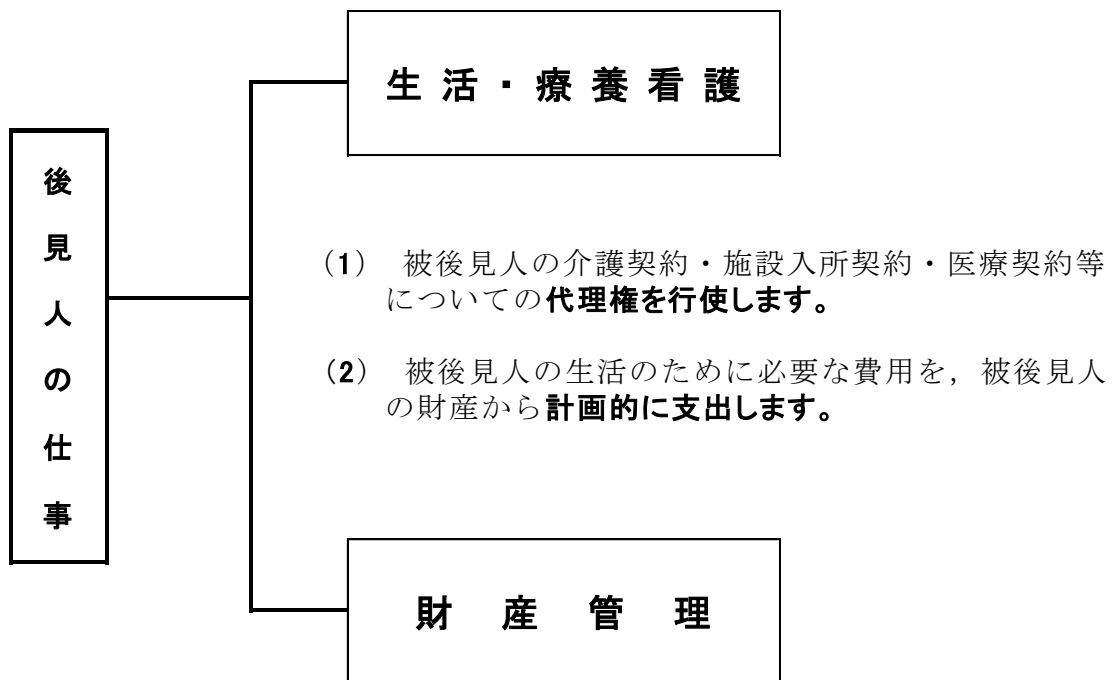 後見人の仕事
生活・療養看護
（1） 被後見人の介護契約・施設入所契約・医療契約等
についての代理権を行使します。
（2） 被後見人の生活のために必要な費用を，被後見人
の財産から計画的に支出します。
財産管理